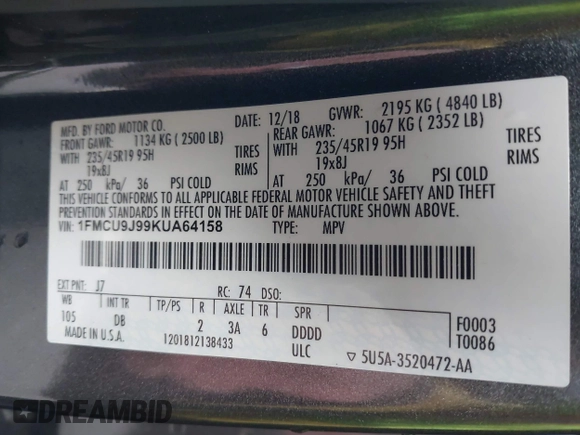 MFD. BY FORD MOTOR CO.
DATE: 12/18 GVWR: 2195 KG ( 4840 LB)
FRONT GAWR: 1134 KG ( 2500 LB)
REAR GAWR: 1067 KG ( 2352 LB)
WITH 235/45R19 95H TIRES
235/45R19 95H TIRES
19x8J RIMS
WITH 19x8J RIMS
AT 250 kPa/ 36 PSI COLD
AT 250 kPa/ 36 PSI COLD
THIS VEHICLE CONFORMS TO ALL APPLICABLE FEDERAL MOTOR VEHICLE SAFETY AND THEFT
PREVENTION STANDARDS IN EFFECT ON THE DATE OF MANUFACTURE SHOWN ABOVE.
VIN: 1FMCU9J99KUA64158 TYPE: MPV
EXT PNT: J7 RC: 74 DSO:
WB INT TR TP/PS R AXLE TR SPR
105 DB 2 3A 6 DDDD
F0003
T0086
MADE IN U.S.A. 1201812138433 ULC 5U5A-3520472-AA
DREAMBID